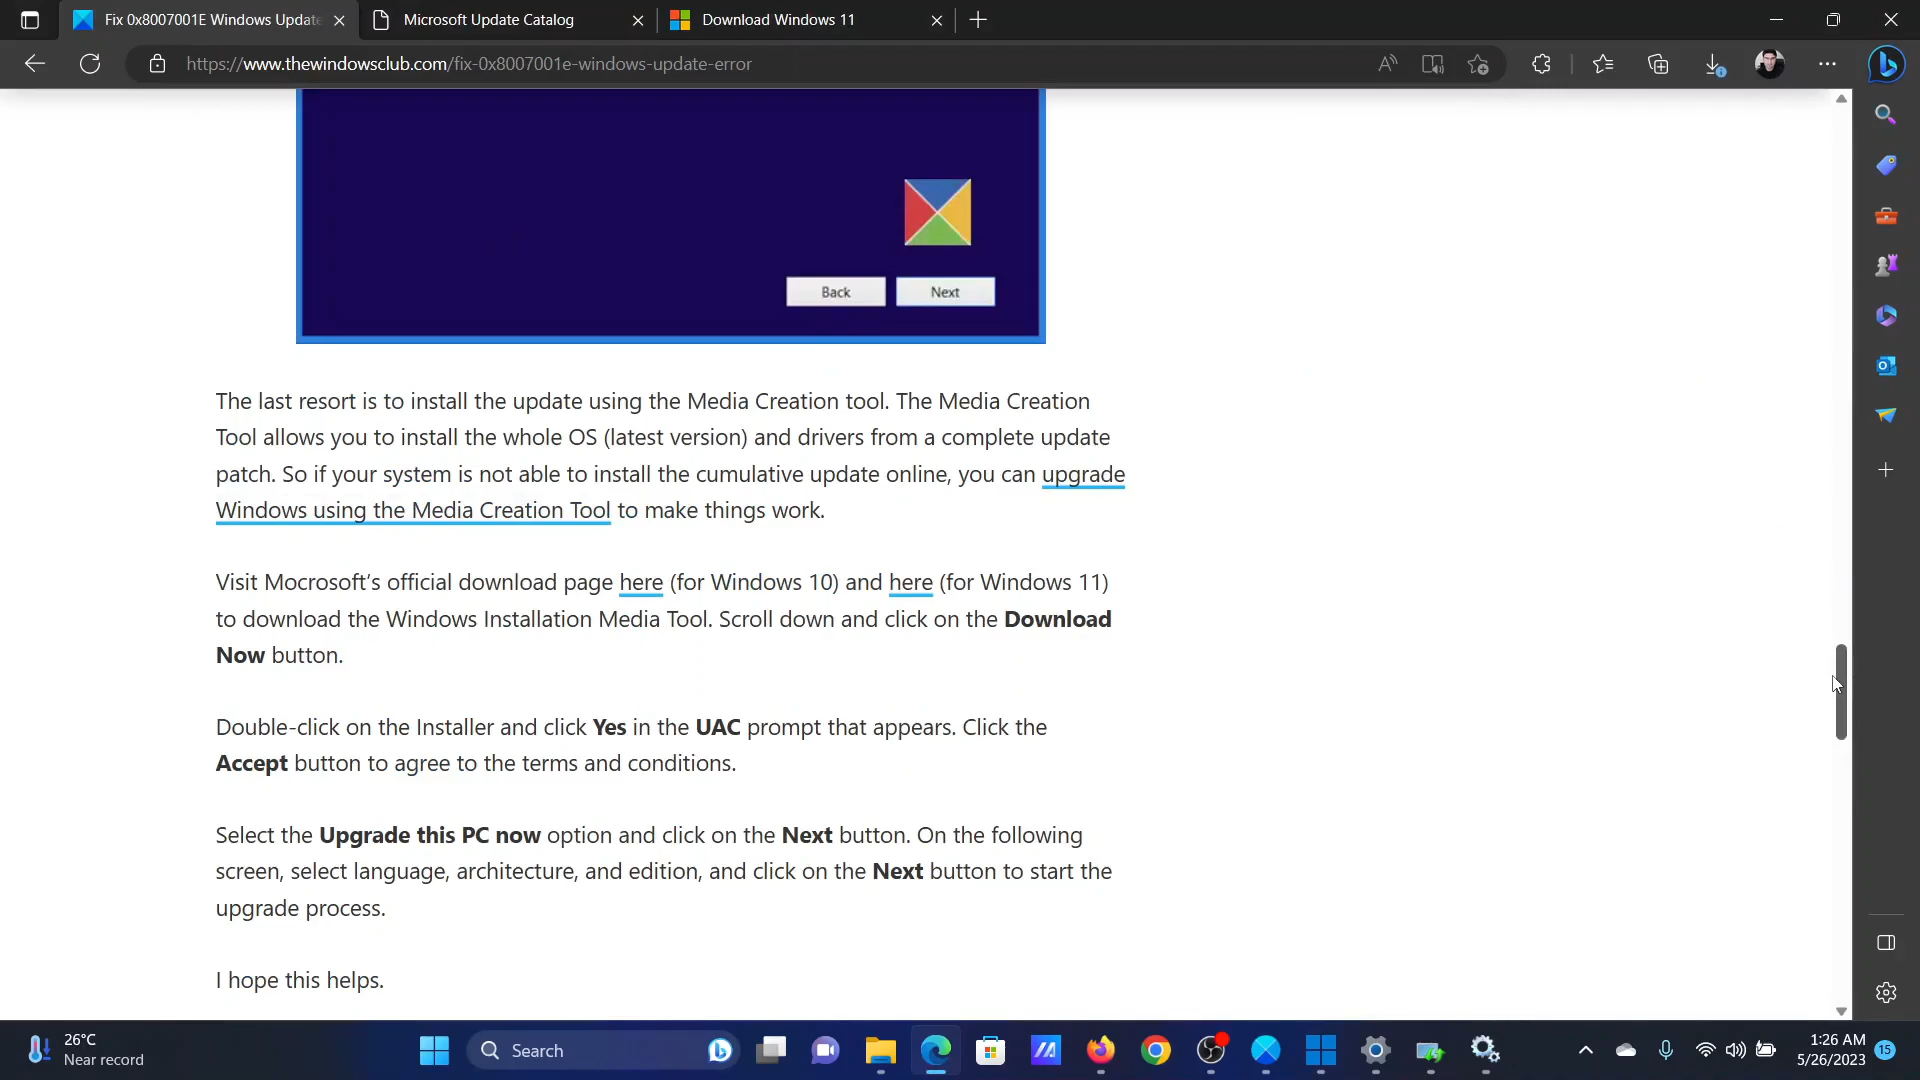 Fix 0x8007001E Windows Update
Microsoft Update Catalog
Download Windows 11
https://www.thewindowsclub.com/fix-0x8007001e-windows-update-error
Back
Next
The last resort is to install the update using the Media Creation tool. The Media Creation
Tool allows you to install the whole OS (latest version) and drivers from a complete update
patch. So if your system is not able to install the cumulative update online, you can upgrade
Windows using the Media Creation Tool to make things work.
Visit Mocrosoft’s official download page here (for Windows 10) and here (for Windows 11)
to download the Windows Installation Media Tool. Scroll down and click on the Download
Now button.
Double-click on the Installer and click Yes in the UAC prompt that appears. Click the
Accept button to agree to the terms and conditions.
Select the Upgrade this PC now option and click on the Next button. On the following
screen, select language, architecture, and edition, and click on the Next button to start the
upgrade process.
I hope this helps.
26°C
Near record
Search
1:26 AM
5/26/2023
15